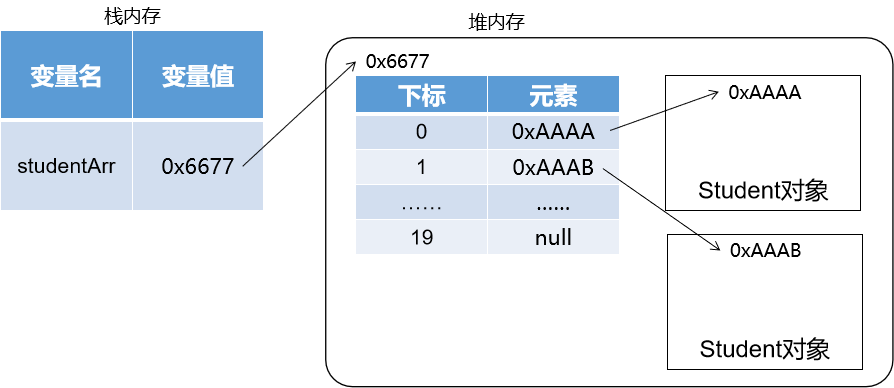 栈内存
堆内存
变量名 变量值
studentArr 0x6677
0x6677
下标 元素
0 0xAAAA
1 0xAAAB
…… ……
19 null
0xAAAA
Student对象
0xAAAB
Student对象